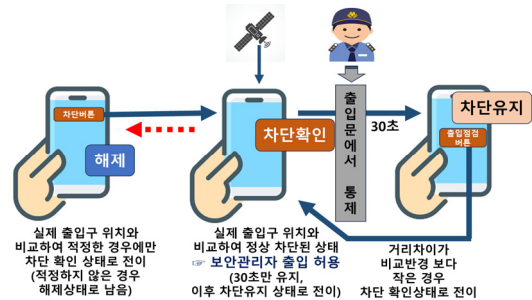 차단버튼
해제
차단확인
출입문에서 통제
30초
차단유지
출입점검
버튼
실제 출입구 위치와
비교하여 적정한 경우에만
차단 확인 상태로 전이
(적정하지 않은 경우
해제상태로 남음)
실제 출입구 위치와
비교하여 정상 차단된 상태
☞ 보안관리자 출입 허용
(30초만 유지,
이후 차단유지 상태로 전이)
거리차이가
비교반경 보다
작은 경우
차단 확인상태로 전이